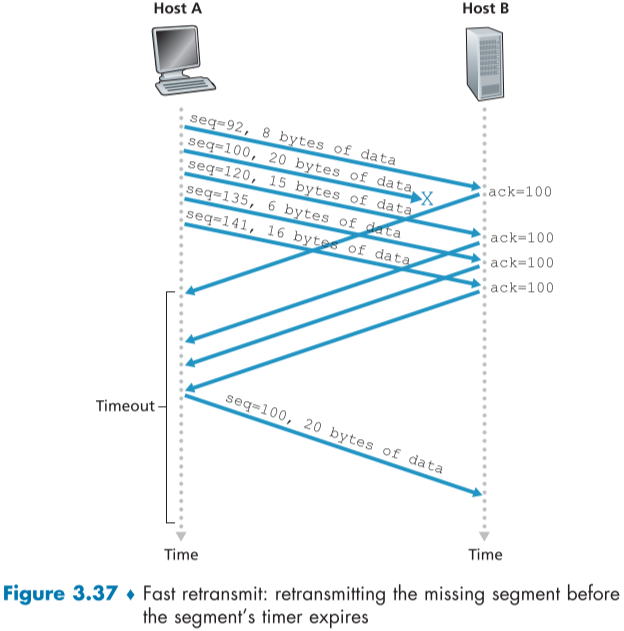 Host A
Host B
seq=92, 8 bytes of data
seq=100, 20 bytes of data
X
seq=120, 15 bytes of data
seq=135, 6 bytes of data
seq=141, 16 bytes of data
ack=100
ack=100
ack=100
ack=100
Timeout
seq=100, 20 bytes of data
Time
Time
Figure 3.37 ♦ Fast retransmit: retransmitting the missing segment before
the segment’s timer expires